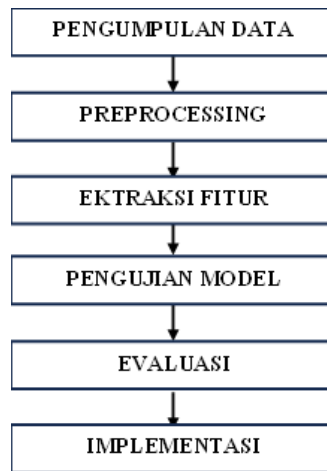 PENGUMPULAN DATA
PREPROCESSING
EKTRAKSI FITUR
PENGUJIAN MODEL
EVALUASI
IMPLEMENTASI